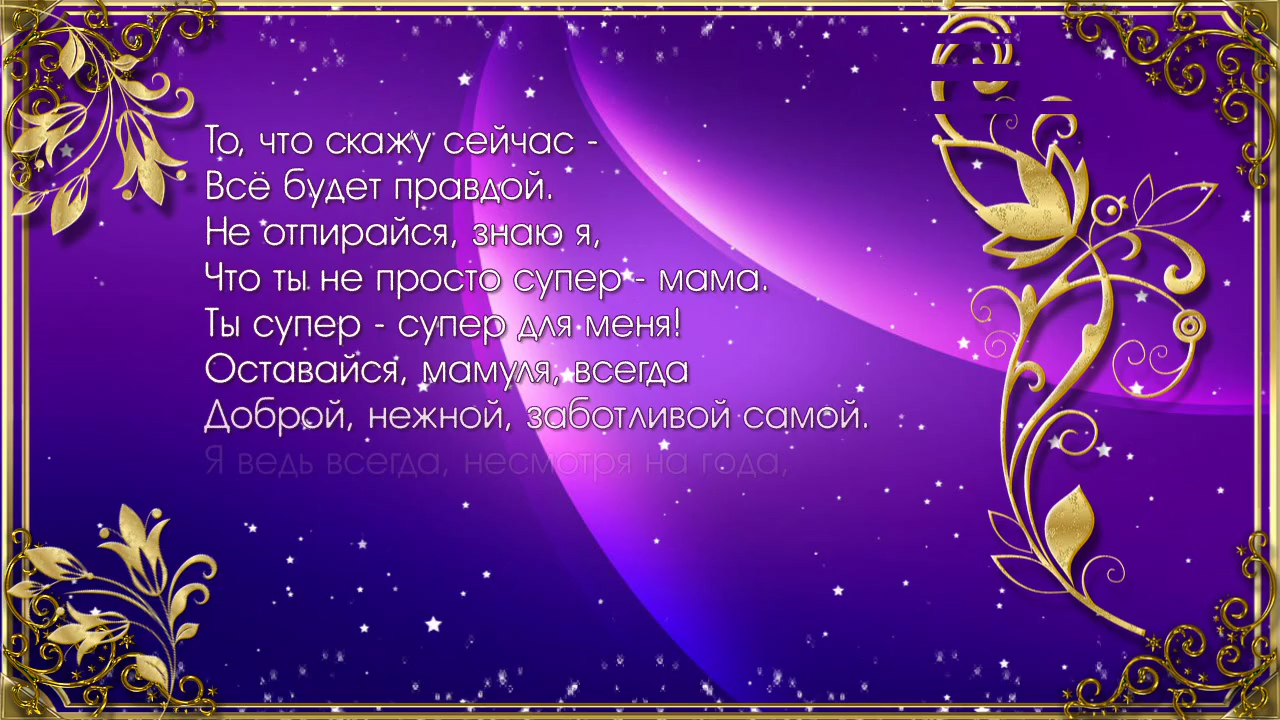 То, что скажу сейчас -
Всё будет правдой.
Не отпирайся, знаю я,
Что ты не просто супер - мама.
Ты супер - супер для меня!
Оставайся, мамуля, всегда
Доброй, нежной, заботливой самой.
Я ведь всегда, несмотря на года,